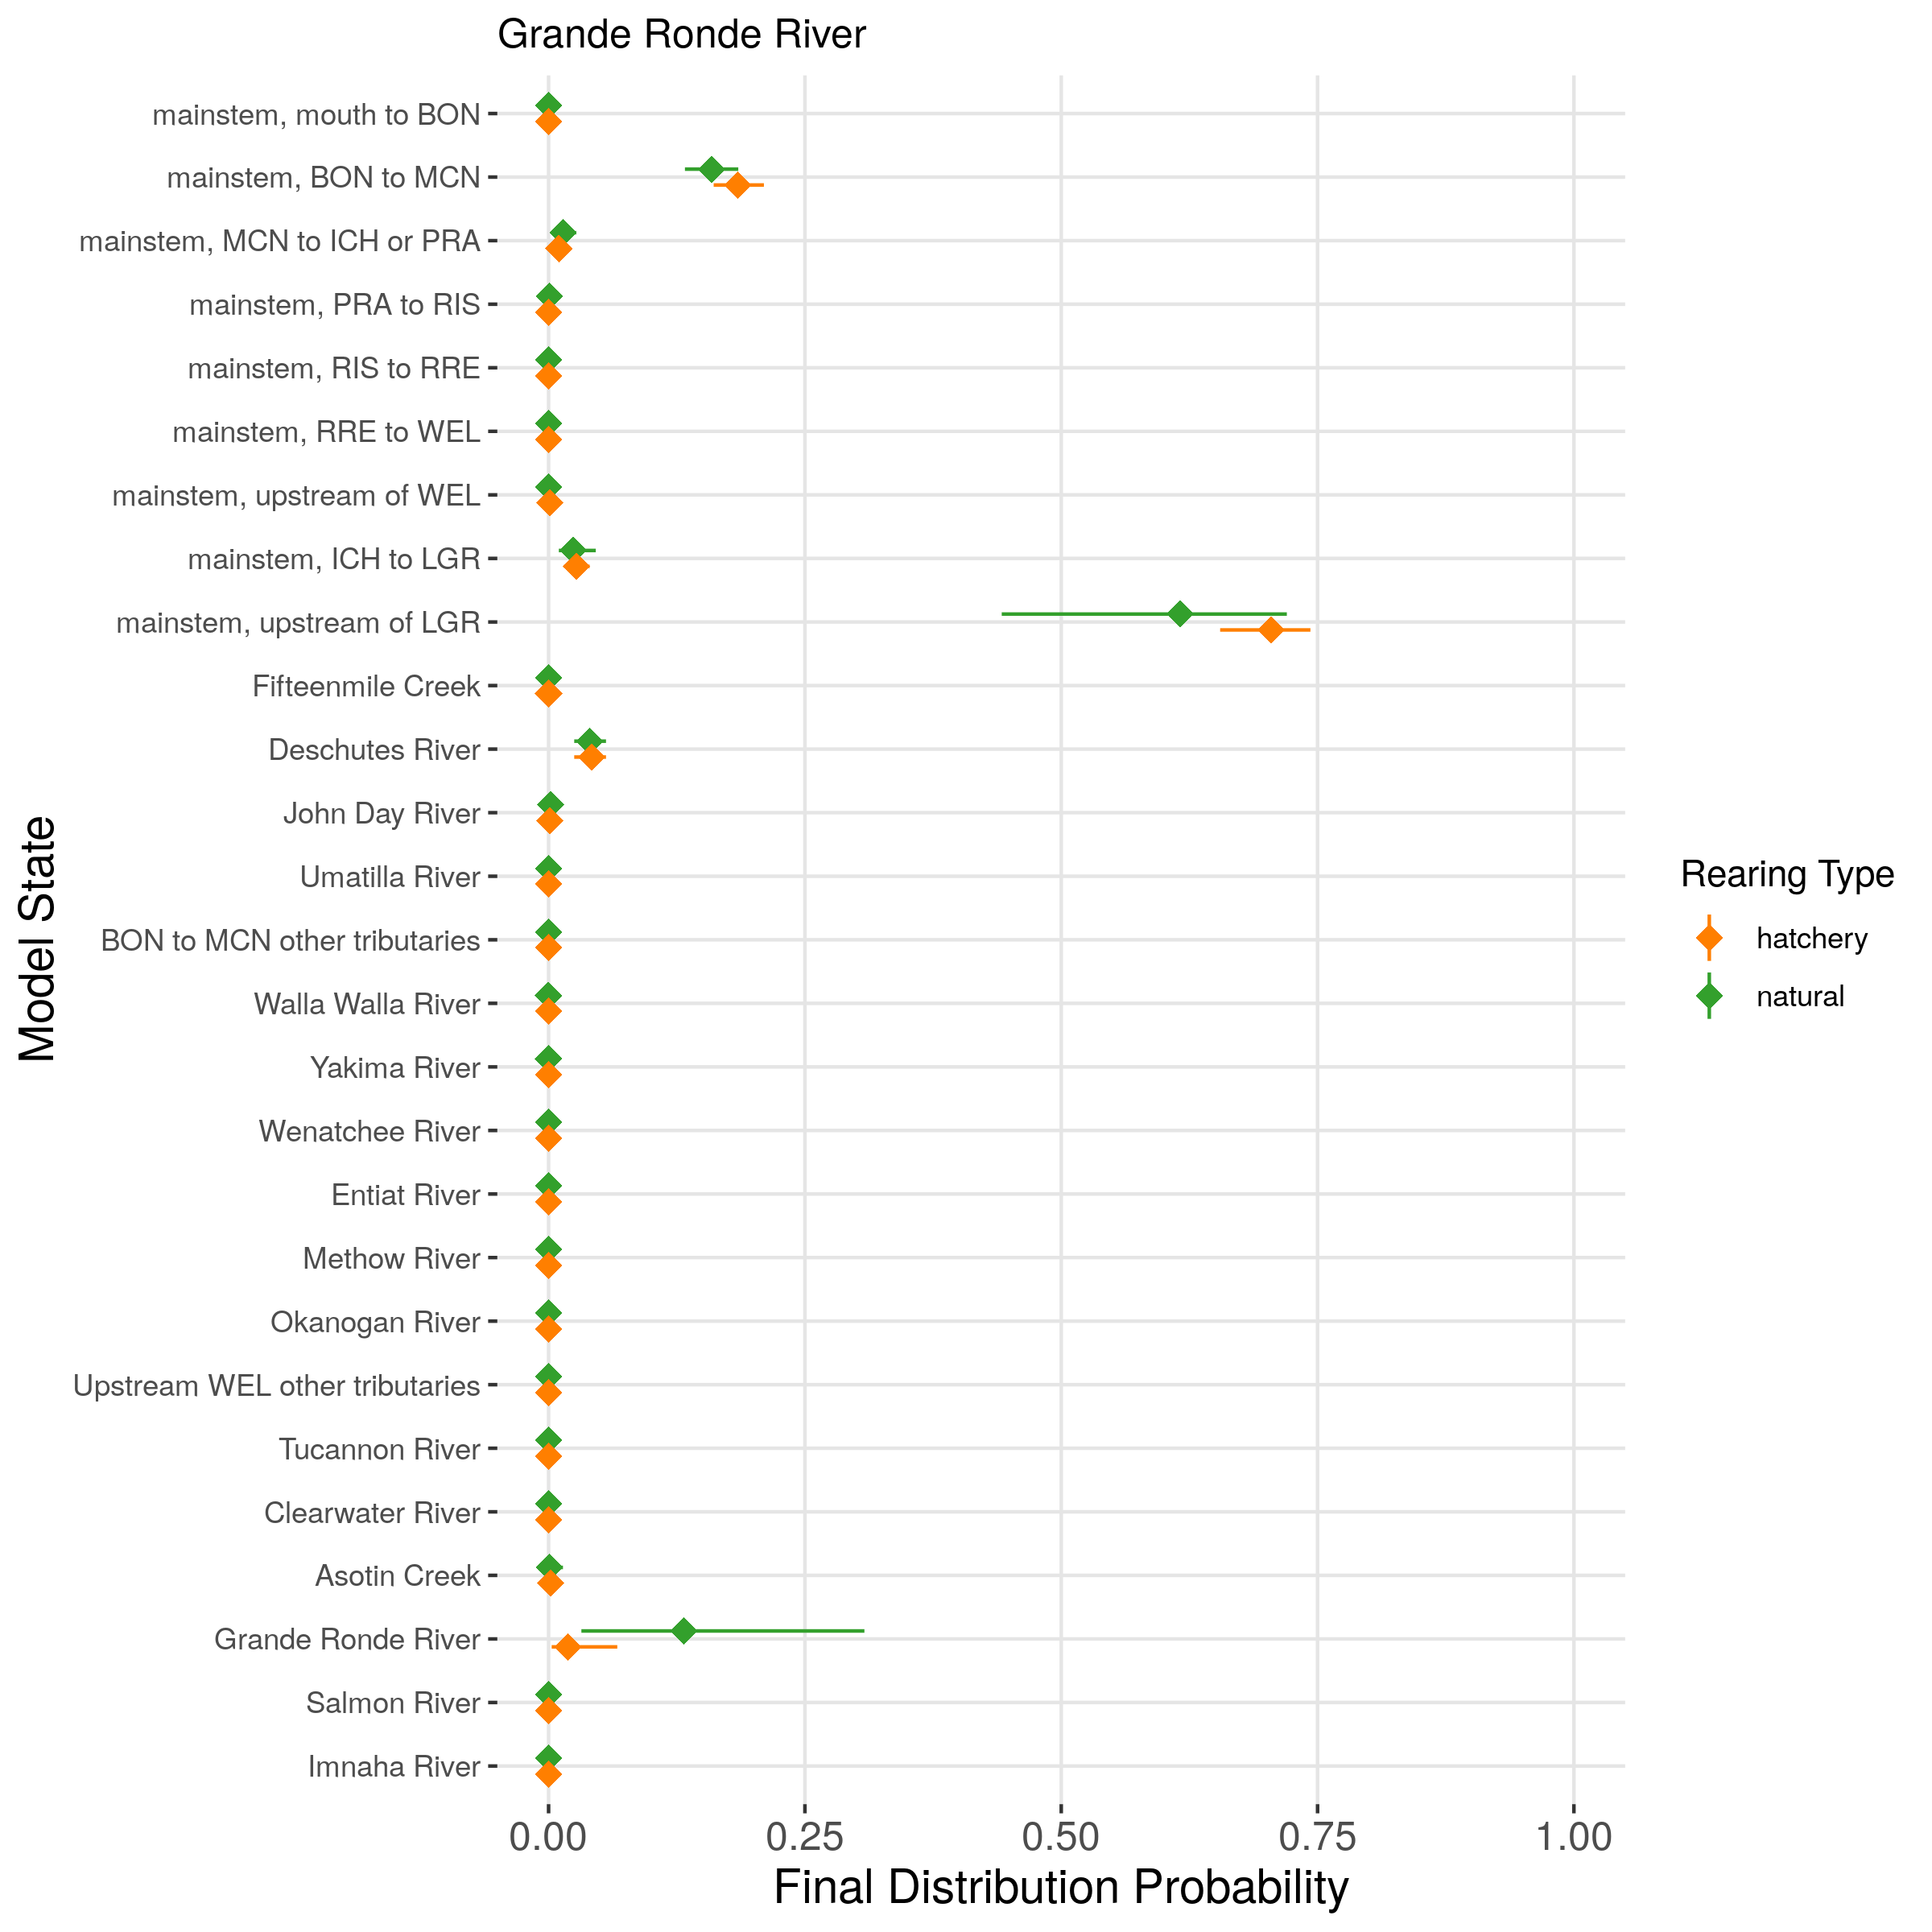 Grande Ronde River
mainstem, mouth to BON
mainstem, BON to MCN
mainstem, MCN to ICH or PRA
mainstem, PRA to RIS
mainstem, RIS to RRE
mainstem, RRE to WEL
mainstem, upstream of WEL
mainstem, ICH to LGR
mainstem, upstream of LGR
Fifteenmile Creek
Deschutes River
John Day River
Umatilla River
BON to MCN other tributaries
Walla Walla River
Yakima River
Wenatchee River
Entiat River
Methow River
Okanogan River
Upstream WEL other tributaries
Tucannon River
Clearwater River
Asotin Creek
Grande Ronde River
Salmon River
Imnaha River
Model State
0.00 0.25 0.50 0.75 1.00
Final Distribution Probability
Rearing Type
hatchery
natural